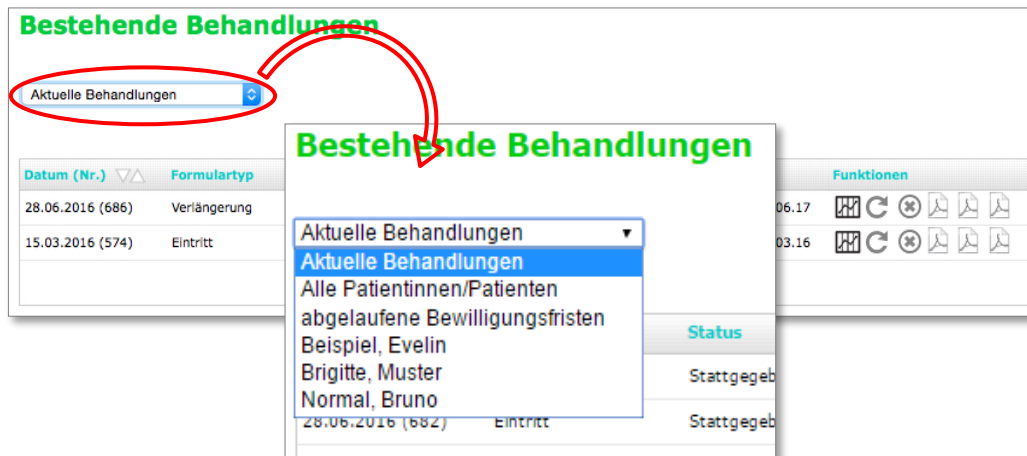 Bestehende Behandlungen
Aktuelle Behandlungen
Datum (Nr.) Formulartyp Funktionen
28.06.2016 (686) Verlängerung 06.17
15.03.2016 (574) Eintritt 03.16
Bestehende Behandlungen
Aktuelle Behandlungen
Aktuelle Behandlungen
Alle Patientinnen/Patienten
abgelaufene Bewilligungsfristen
Beispiel, Evelin
Brigitte, Muster
Normal, Bruno
Status
Stattgegeb
28.06.2016 (682) Eintritt Stattgegeb